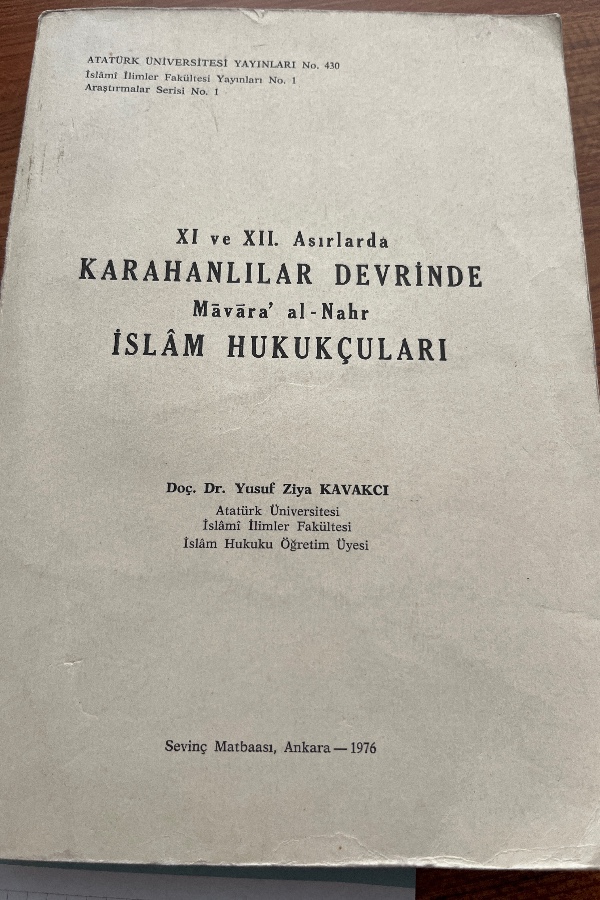 ATATÜRK ÜNİVERSİTESİ YAYINLARI No. 430
İslâmî İlimler Fakültesi Yayınları No. 1
Araştırmalar Serisi No. 1
XI ve XII. Asırlarda
KARAHANLILAR DEVRİNDE
Māvāra' al-Nahr
İSLÂM HUKUKÇULARI
Doç. Dr. Yusuf Ziya KAVAKCI
Atatürk Üniversitesi
İslâmî İlimler Fakültesi
İslâm Hukuku Öğretim Üyesi
Sevinç Matbaası, Ankara — 1976